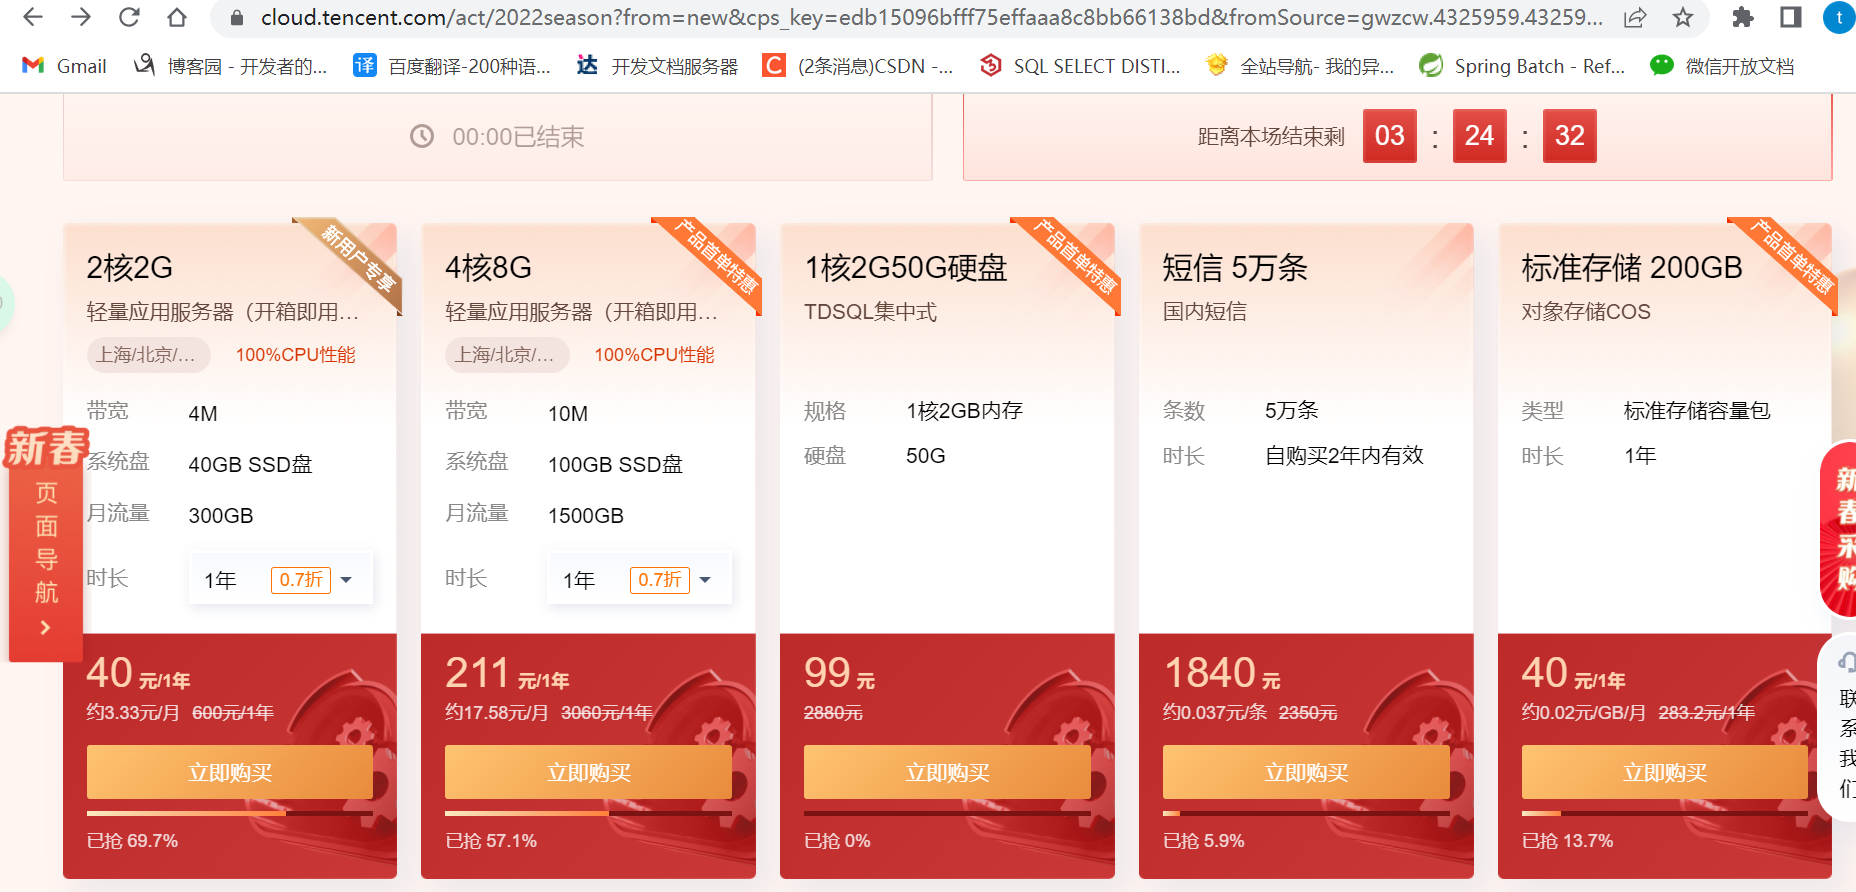 cloud.tencent.com/act/2022season?from=new&cps_key=edb15096bfff75effaaa8c8bb66138bd&fromSource=gwzcw.4325959.43259...
t
Gmail
博客园 - 开发者的...
百度翻译-200种语...
开发文档服务器
(2条消息)CSDN -...
SQL SELECT DISTI...
全站导航- 我的异...
Spring Batch - Ref...
微信开放文档
00:00已结束
距离本场结束剩 03 : 24 : 32
新用户专享
2核2G
轻量应用服务器（开箱即用...
上海/北京/... 100%CPU性能
带宽 4M
系统盘 40GB SSD盘
月流量 300GB
时长 1年 0.7折
40 元/1年
约3.33元/月 600元/1年
立即购买
已抢 69.7%
产品首单特惠
4核8G
轻量应用服务器（开箱即用...
上海/北京/... 100%CPU性能
带宽 10M
系统盘 100GB SSD盘
月流量 1500GB
时长 1年 0.7折
211 元/1年
约17.58元/月 3060元/1年
立即购买
已抢 57.1%
产品首单特惠
1核2G50G硬盘
TDSQL集中式
规格 1核2GB内存
硬盘 50G
99 元
2880元
立即购买
已抢 0%
短信 5万条
国内短信
条数 5万条
时长 自购买2年内有效
1840 元
约0.037元/条 2350元
立即购买
已抢 5.9%
产品首单特惠
标准存储 200GB
对象存储COS
类型 标准存储容量包
时长 1年
40 元/1年
约0.02元/GB/月 283.2元/1年
立即购买
已抢 13.7%
新春
页
面
导
航
新
春
采
购
联
系
我
们